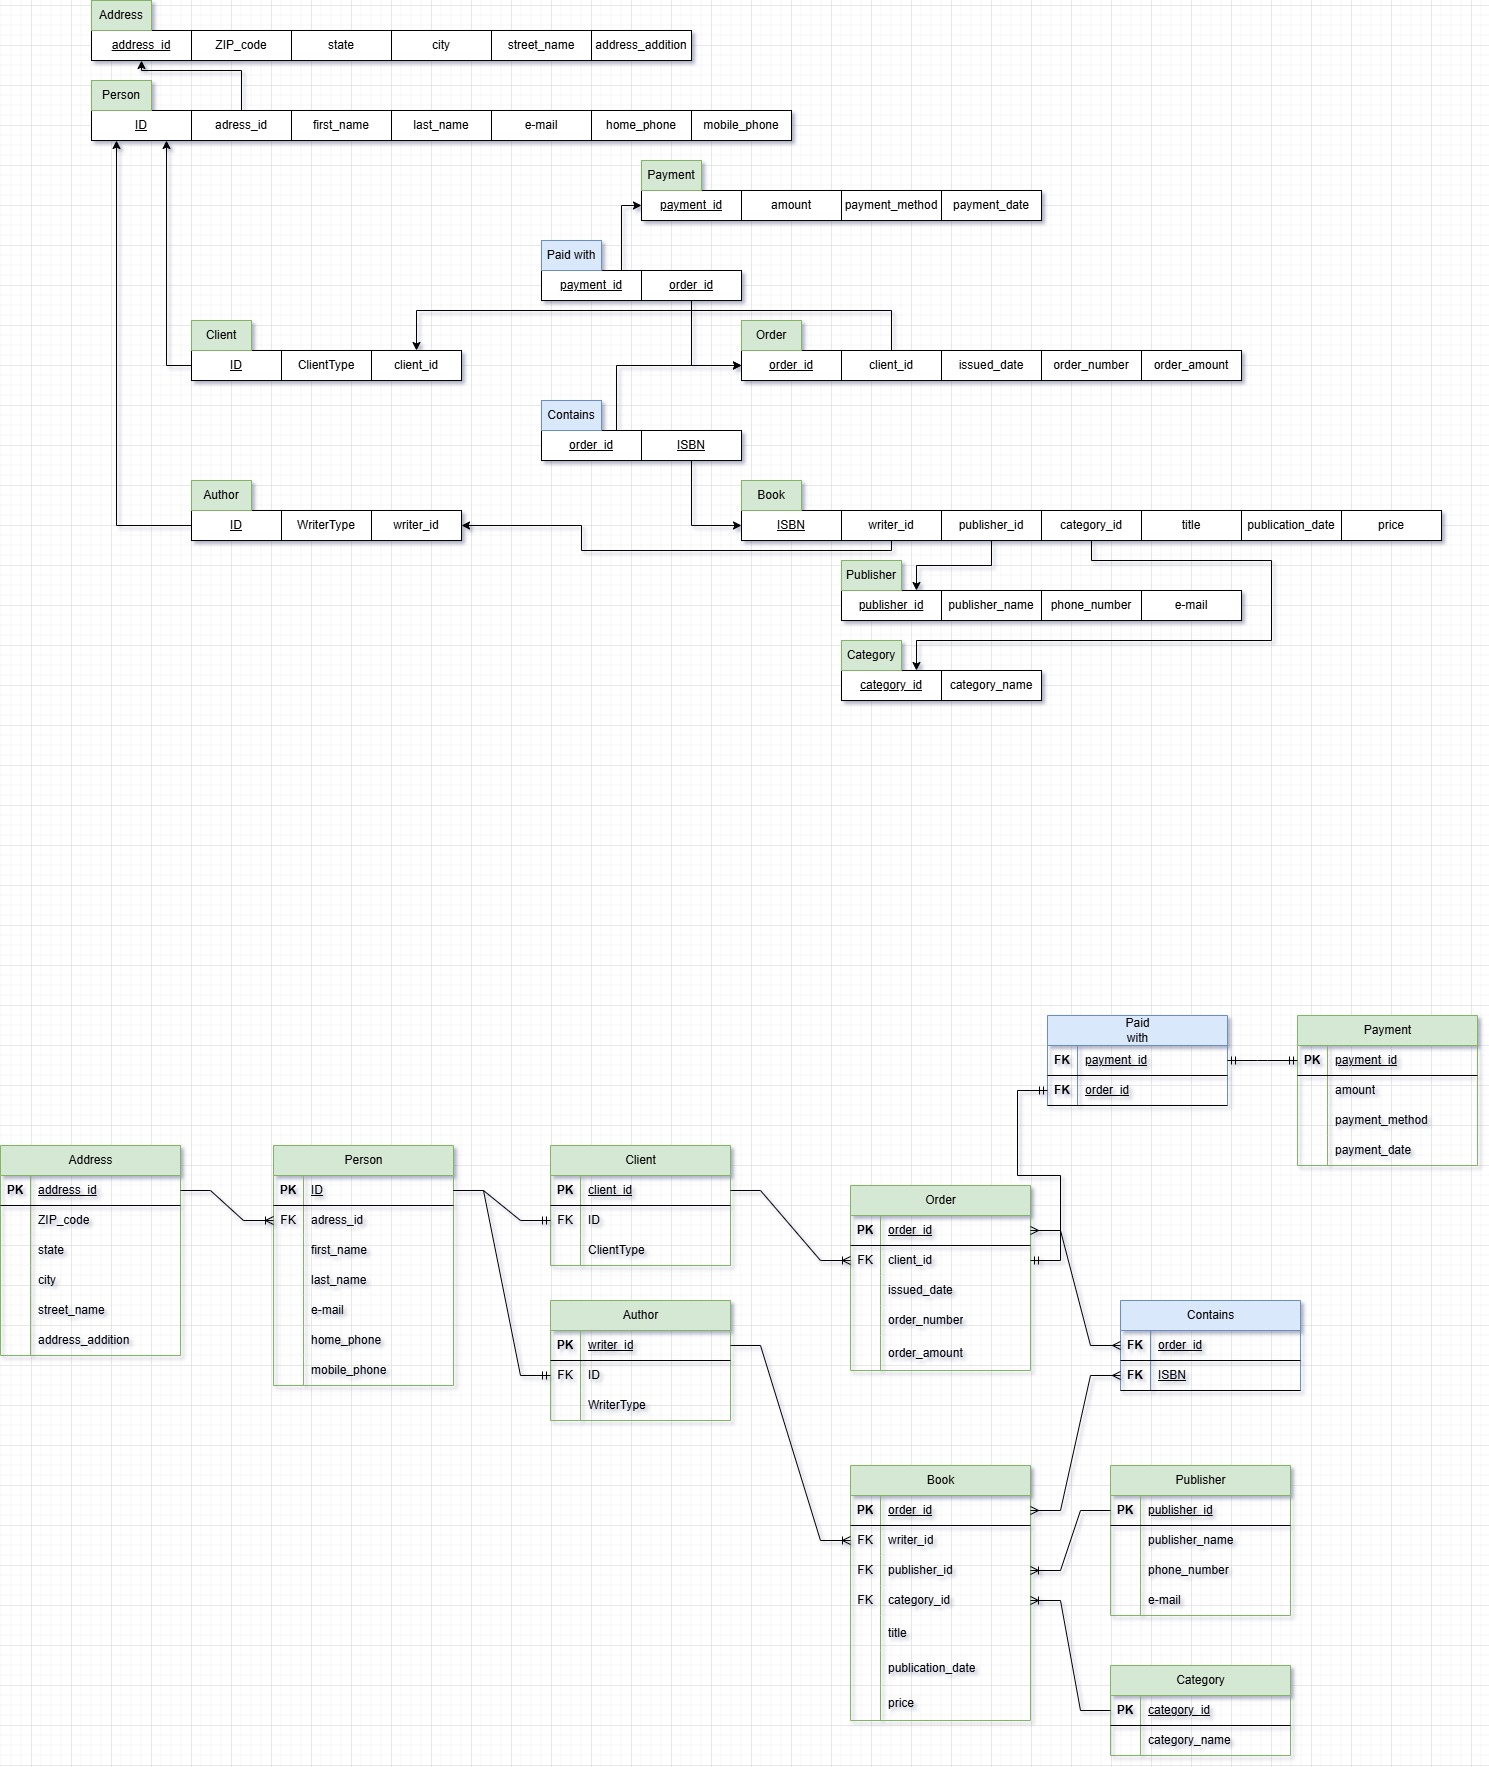 Address
address_id ZIP_code state city street_name address_addition
Person
ID adress_id first_name last_name e-mail home_phone mobile_phone
Payment
payment_id amount payment_method payment_date
Paid with
payment_id order_id
Client
ID ClientType client_id
Order
order_id client_id issued_date order_number order_amount
Contains
order_id ISBN
Author
ID WriterType writer_id
Book
ISBN writer_id publisher_id category_id title publication_date price
Publisher
publisher_id publisher_name phone_number e-mail
Category
category_id category_name
Paid
with
FK payment_id
FK order_id
Payment
PK payment_id
amount
payment_method
payment_date
Address
PK address_id
ZIP_code
state
city
street_name
address_addition
Person
PK ID
FK adress_id
first_name
last_name
e-mail
home_phone
mobile_phone
Client
PK client_id
FK ID
ClientType
Author
PK writer_id
FK ID
WriterType
Order
PK order_id
FK client_id
issued_date
order_number
order_amount
Contains
FK order_id
FK ISBN
Book
PK order_id
FK writer_id
FK publisher_id
FK category_id
title
publication_date
price
Publisher
PK publisher_id
publisher_name
phone_number
e-mail
Category
PK category_id
category_name